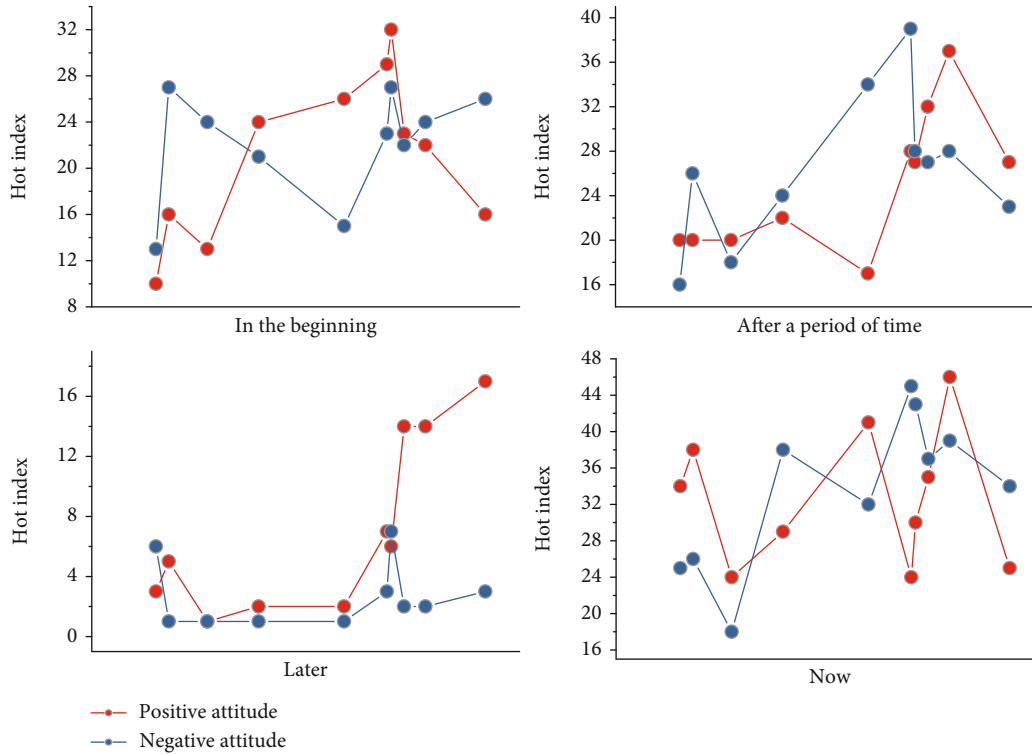 Hot index
32
28
24
20
16
12
8
In the beginning
Hot index
40
36
32
28
24
20
16
After a period of time
Hot index
16
12
8
4
0
Later
Hot index
48
44
40
36
32
28
24
20
16
Now
Positive attitude
Negative attitude